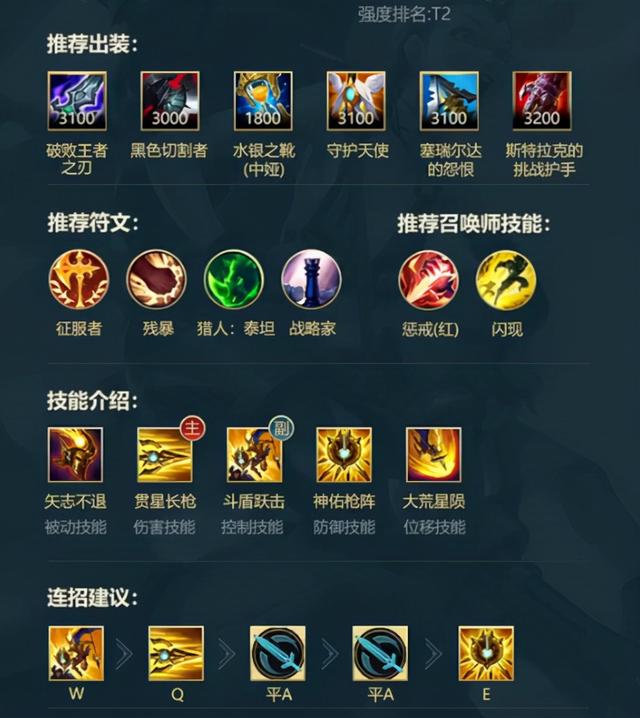 强度排名:T2
推荐出装：
3100 3000 1800 3100 3100 3200
破败王者之刃 黑色切割者 水银之靴(中娅) 守护天使 塞瑞尔达的怨恨 斯特拉克的挑战护手
推荐符文： 推荐召唤师技能：
征服者 残暴 猎人：泰坦 战略家 惩戒(红) 闪现
技能介绍：
主 副
矢志不退 贯星长枪 斗盾跃击 神佑枪阵 大荒星陨
被动技能 伤害技能 控制技能 防御技能 位移技能
连招建议：
W Q 平A 平A E